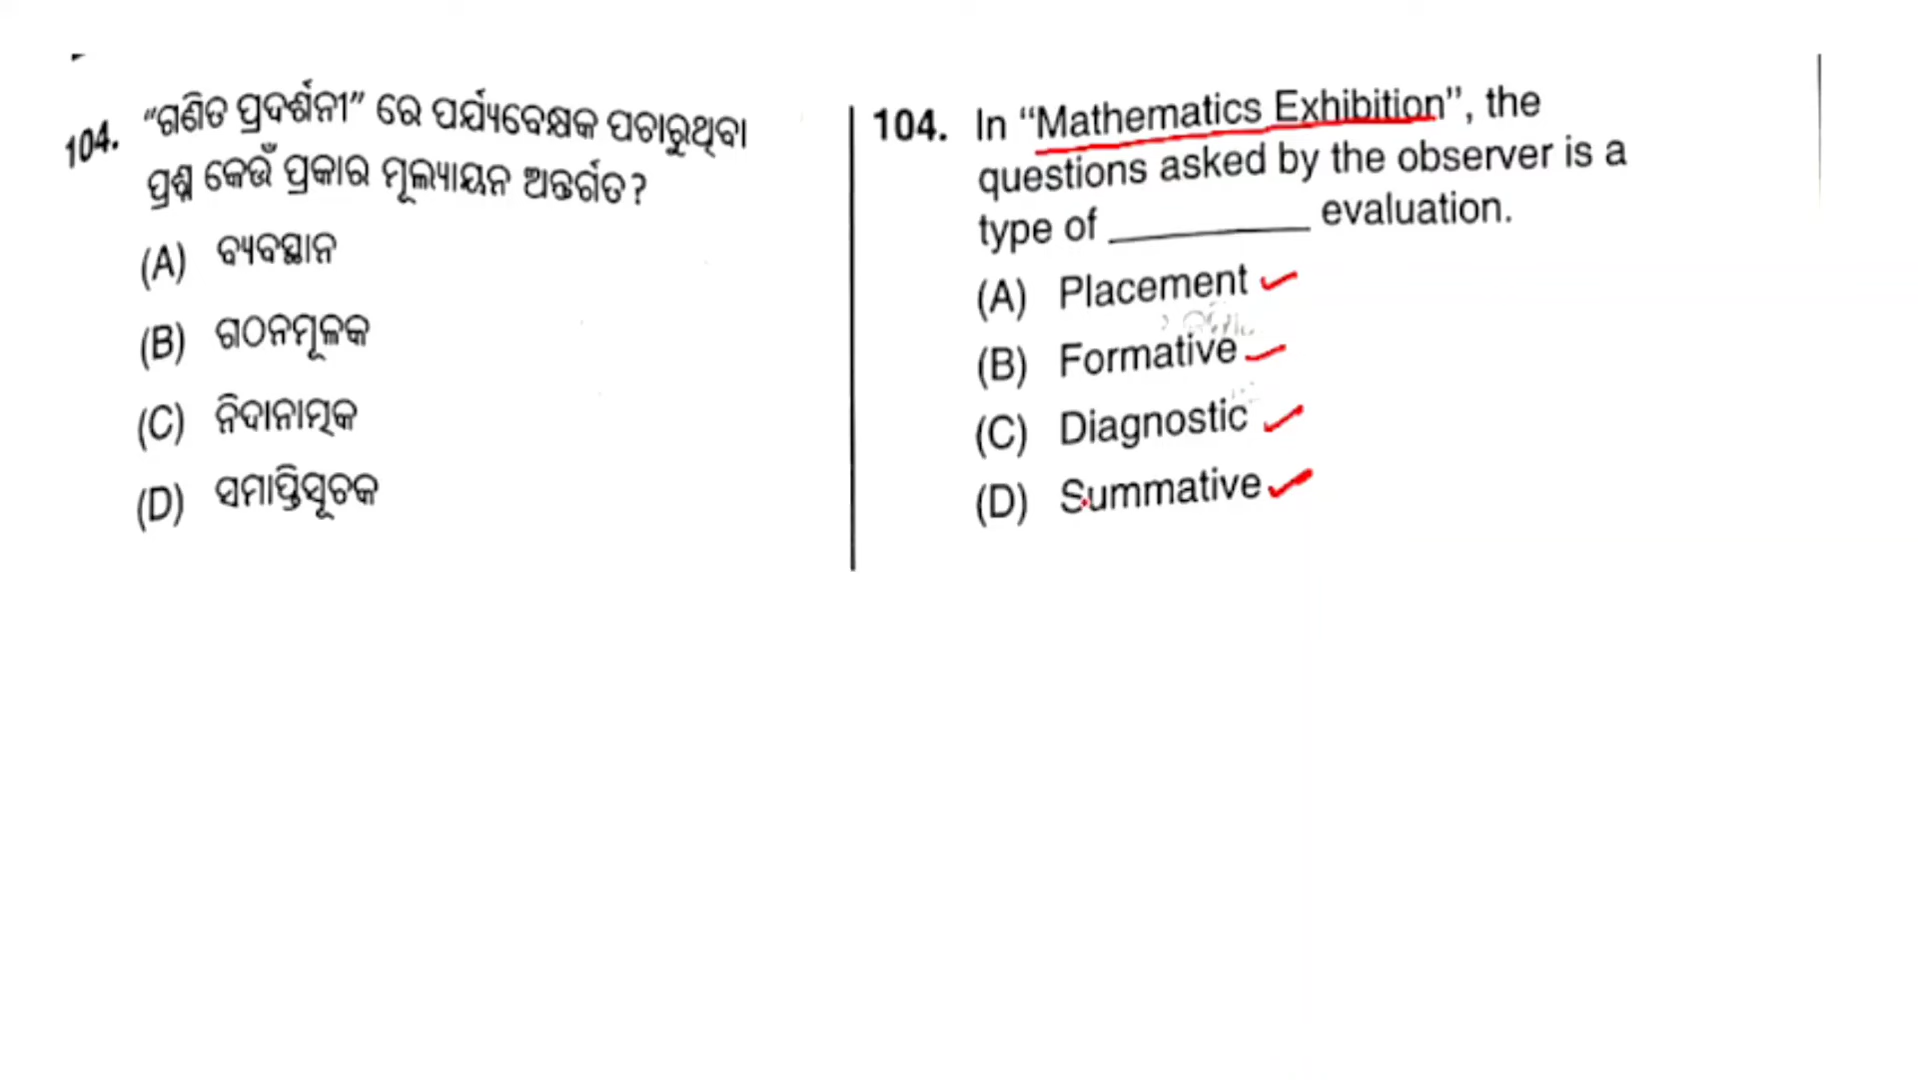 104. “ଗଣିତ ପ୍ରଦର୍ଶନୀ” ରେ ପର୍ଯ୍ୟବେକ୍ଷକ ପଚାରୁଥିବା
ପ୍ରଶ୍ନ କେଉଁ ପ୍ରକାର ମୂଲ୍ୟାୟନ ଅନ୍ତର୍ଗତ?
(A) ବ୍ୟବସ୍ଥାନ
(B) ଗଠନମୂଳକ
(C) ନିଦାନାତ୍ମକ
(D) ସମାପ୍ତିସୂଚକ
104. In “Mathematics Exhibition”, the
questions asked by the observer is a
type of __________ evaluation.
(A) Placement
(B) Formative
(C) Diagnostic
(D) Summative